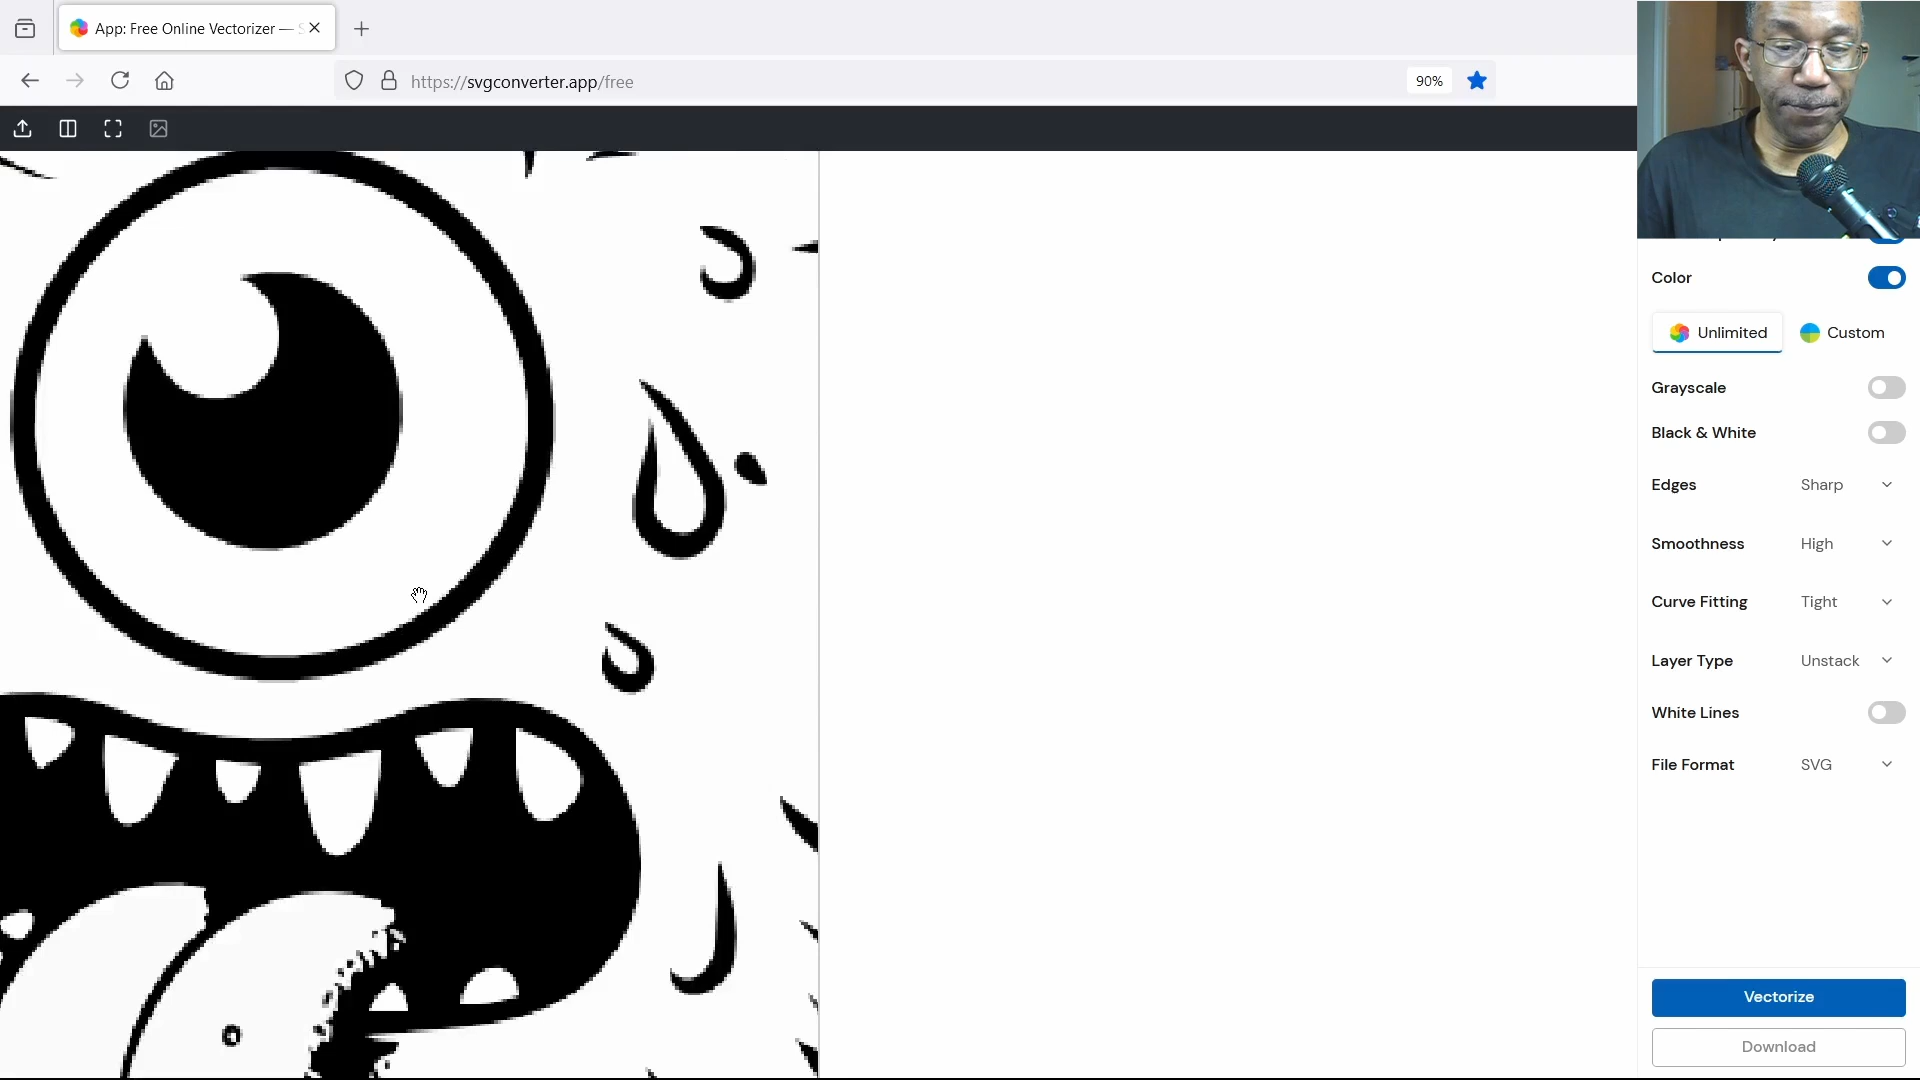 App: Free Online Vectorizer —
https://svgconverter.app/free
90%
Color
Unlimited
Custom
Grayscale
Black & White
Edges
Sharp
Smoothness
High
Curve Fitting
Tight
Layer Type
Unstack
White Lines
File Format
SVG
Vectorize
Download